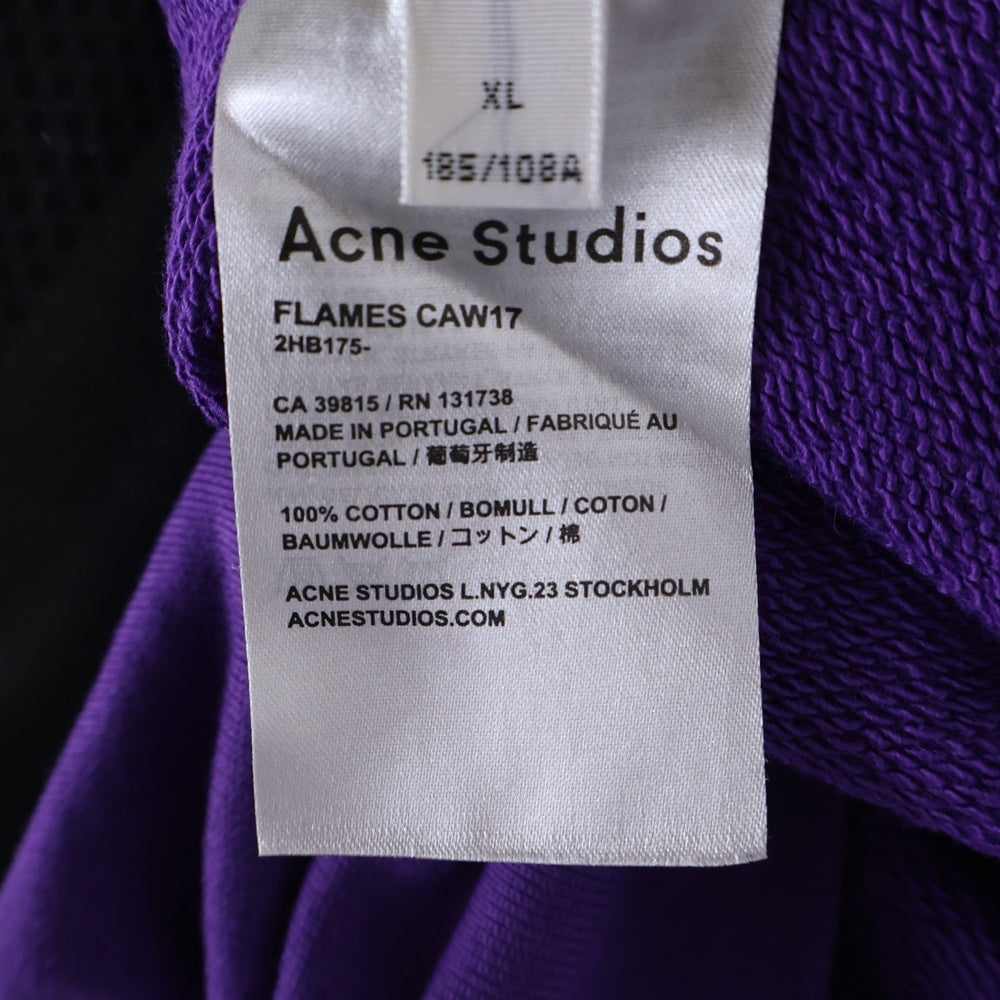 XL
185/108A
Acne Studios
FLAMES CAW17
2HB175-
CA 39815 / RN 131738
MADE IN PORTUGAL / FABRIQUÉ AU
PORTUGAL / 葡萄牙制造
100% COTTON / BOMULL / COTON /
BAUMWOLLE / コットン / 棉
ACNE STUDIOS L.NYG.23 STOCKHOLM
ACNESTUDIOS.COM